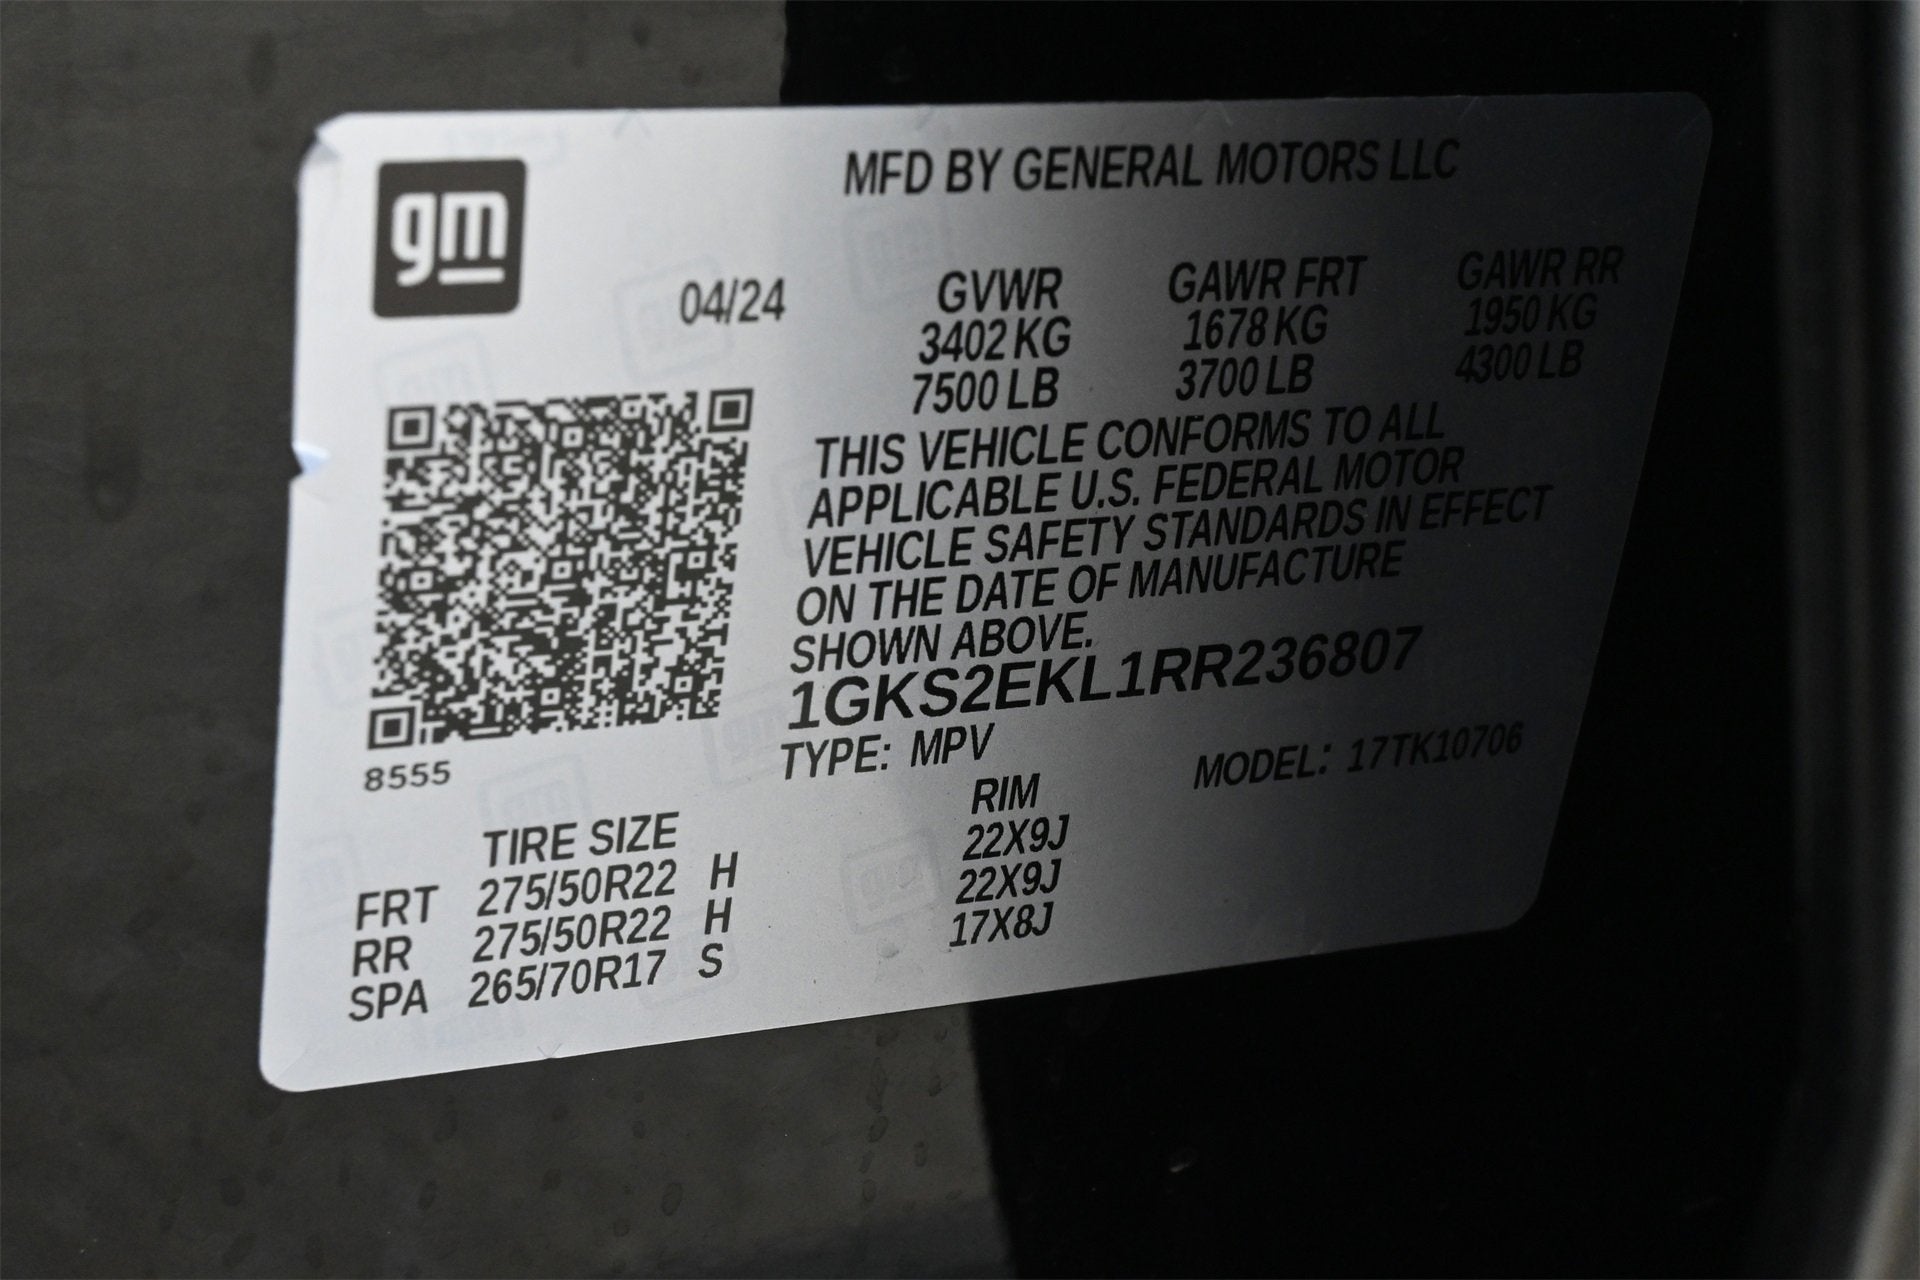 gm
MFD BY GENERAL MOTORS LLC
04/24 GVWR GAWR FRT GAWR RR
3402 KG 1678 KG 1950 KG
7500 LB 3700 LB 4300 LB
THIS VEHICLE CONFORMS TO ALL
APPLICABLE U.S. FEDERAL MOTOR
VEHICLE SAFETY STANDARDS IN EFFECT
ON THE DATE OF MANUFACTURE
SHOWN ABOVE.
1GKS2EKL1RR236807
TYPE: MPV MODEL: 17TK10706
8555
TIRE SIZE RIM
FRT 275/50R22 H 22X9J
RR 275/50R22 H 22X9J
SPA 265/70R17 S 17X8J